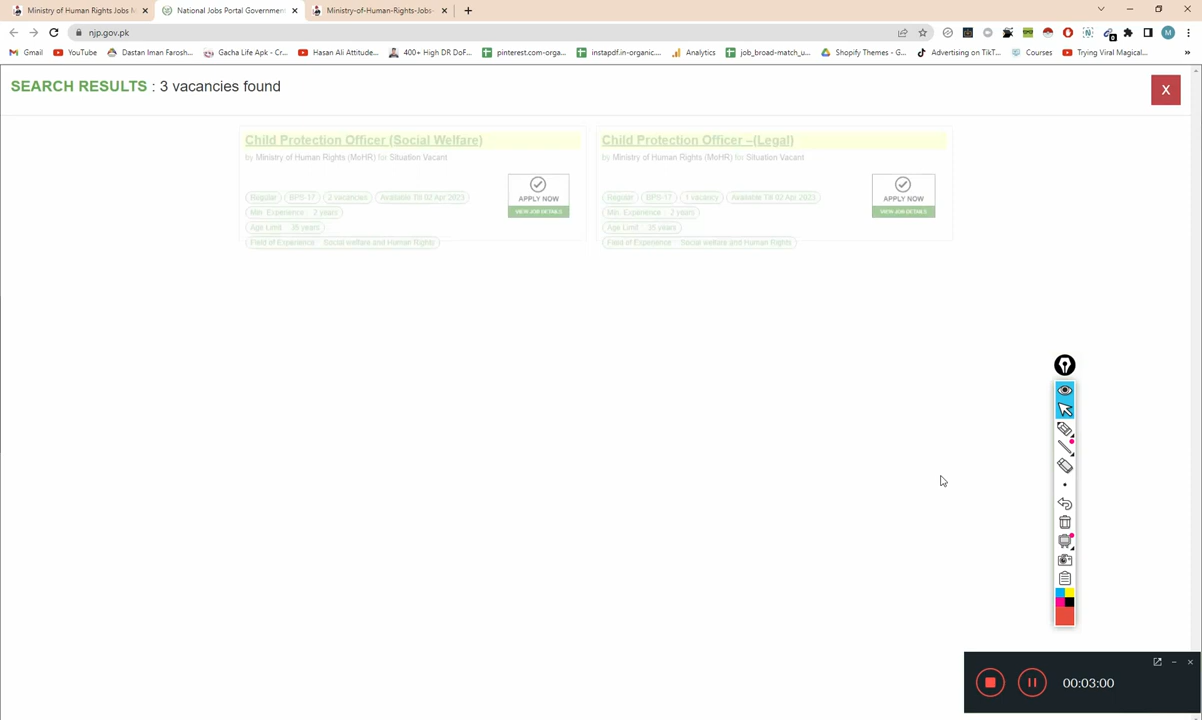 Ministry of Human Rights Jobs M
National Jobs Portal Government
Ministry-of-Human-Rights-Jobs-
njp.gov.pk
M
Gmail
YouTube
Dastan Iman Farosh...
Gacha Life Apk - Cr...
Hasan Ali Attitude...
400+ High DR DoF...
pinterest.com-orga...
instapdf.in-organic....
Analytics
job_broad-match_u...
Shopify Themes - G...
Advertising on TikT...
Courses
Trying Viral Magical...
»
SEARCH RESULTS : 3 vacancies found
X
Child Protection Officer (Social Welfare)
by Ministry of Human Rights (MoHR) for Situation Vacant
Regular BPS-17 2 vacancies Available Till 02 Apr 2023
Min. Experience : 2 years
Age Limit : 35 years
Field of Experience : Social welfare and Human Rights
APPLY NOW
VIEW JOB DETAILS
Child Protection Officer –(Legal)
by Ministry of Human Rights (MoHR) for Situation Vacant
Regular BPS-17 1 vacancy Available Till 02 Apr 2023
Min. Experience : 2 years
Age Limit : 35 years
Field of Experience : Social welfare and Human Rights
APPLY NOW
VIEW JOB DETAILS
00:03:00